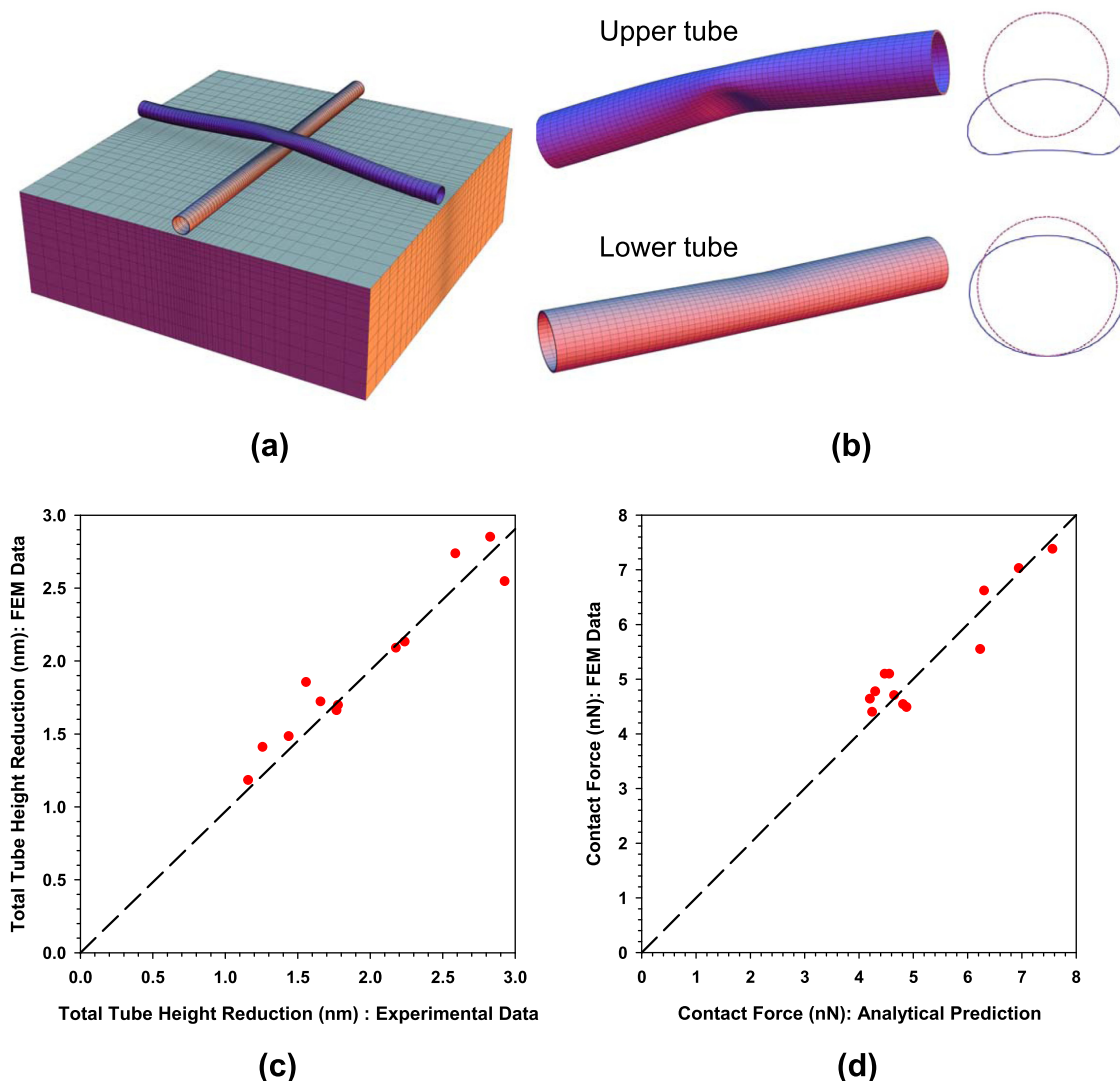 Upper tube
Lower tube
(a)
(b)
Total Tube Height Reduction (nm): FEM Data
3.0
2.5
2.0
1.5
1.0
0.5
0.0
0.0 0.5 1.0 1.5 2.0 2.5 3.0
Total Tube Height Reduction (nm) : Experimental Data
(c)
Contact Force (nN): FEM Data
8
7
6
5
4
3
2
1
0
0 1 2 3 4 5 6 7 8
Contact Force (nN): Analytical Prediction
(d)